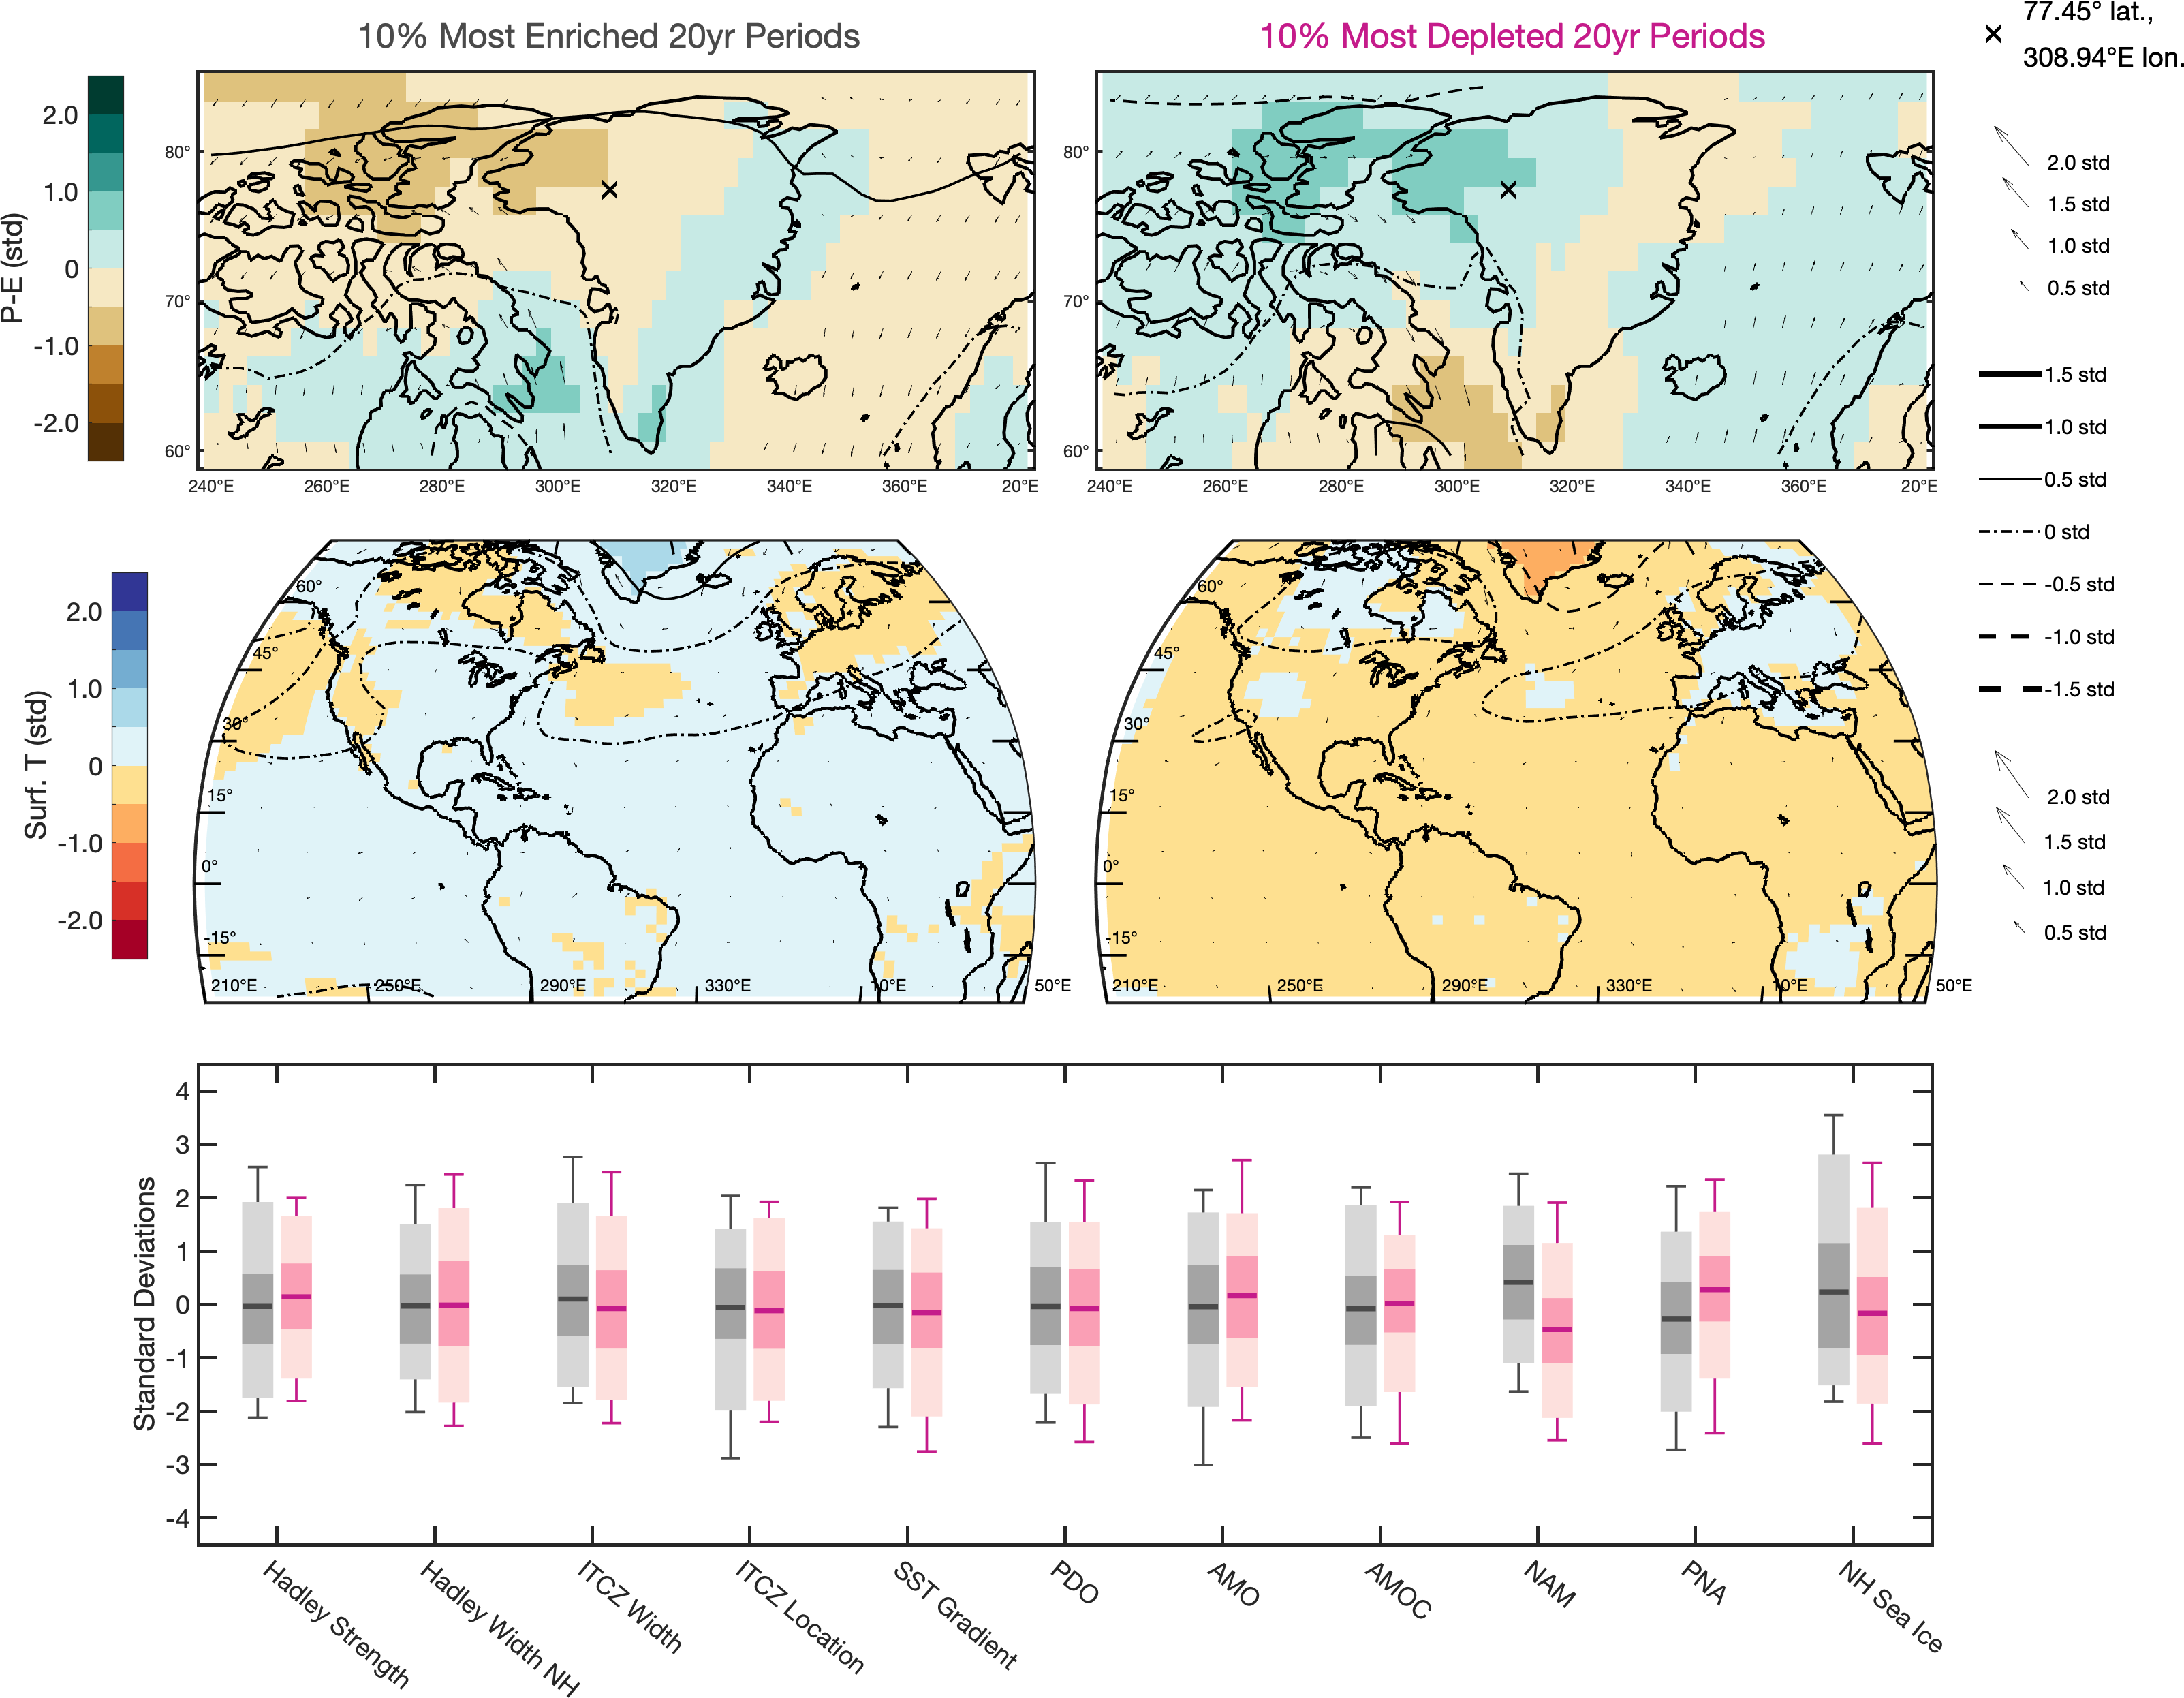 10% Most Enriched 20yr Periods
10% Most Depleted 20yr Periods
77.45° lat.,
308.94°E lon.
P-E (std)
2.0
1.0
0
-1.0
-2.0
80°
70°
60°
240°E 260°E 280°E 300°E 320°E 340°E 360°E 20°E
80°
70°
60°
240°E 260°E 280°E 300°E 320°E 340°E 360°E 20°E
2.0 std
1.5 std
1.0 std
0.5 std
1.5 std
1.0 std
0.5 std
0 std
-0.5 std
-1.0 std
-1.5 std
Surf. T (std)
2.0
1.0
0
-1.0
-2.0
60°
45°
30°
15°
0°
-15°
210°E 250°E 290°E 330°E 10°E 50°E
60°
45°
30°
15°
0°
-15°
210°E 250°E 290°E 330°E 10°E 50°E
2.0 std
1.5 std
1.0 std
0.5 std
Standard Deviations
4
3
2
1
0
-1
-2
-3
-4
Hadley Strength
Hadley Width NH
ITCZ Width
ITCZ Location
SST Gradient
PDO
AMO
AMOC
NAM
PNA
NH Sea Ice